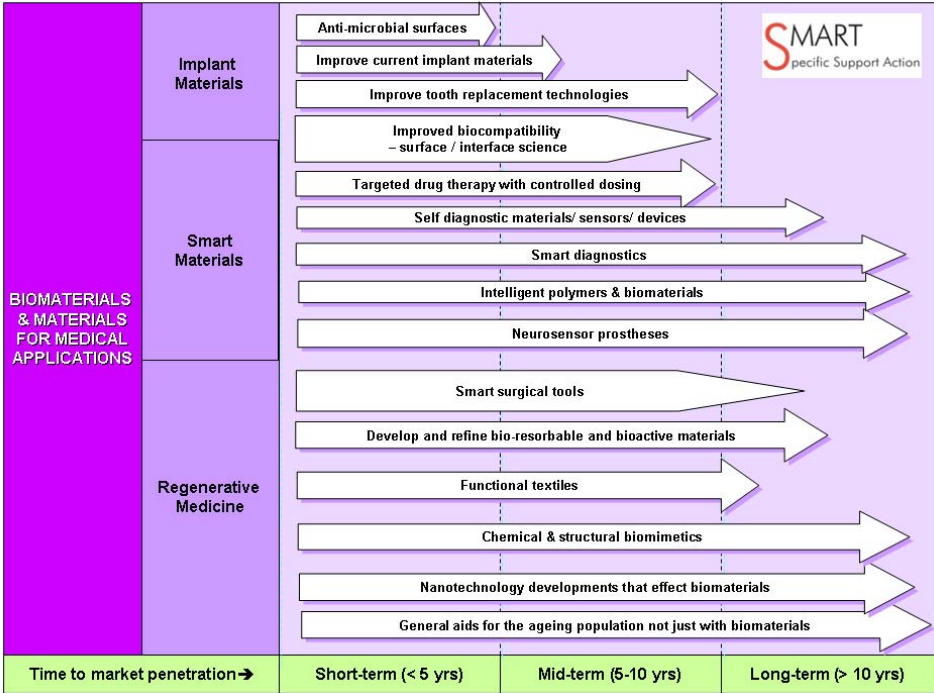 Anti-microbial surfaces
SMART
Specific Support Action
Implant
Materials
Improve current implant materials
Improve tooth replacement technologies
Improved biocompatibility
– surface / interface science
Targeted drug therapy with controlled dosing
Self diagnostic materials/ sensors/ devices
Smart
Materials
Smart diagnostics
Intelligent polymers & biomaterials
Neurosensor prostheses
BIOMATERIALS
& MATERIALS
FOR MEDICAL
APPLICATIONS
Smart surgical tools
Develop and refine bio-resorbable and bioactive materials
Regenerative
Medicine
Functional textiles
Chemical & structural biomimetics
Nanotechnology developments that effect biomaterials
General aids for the ageing population not just with biomaterials
Time to market penetration→
Short-term (< 5 yrs)
Mid-term (5-10 yrs)
Long-term (> 10 yrs)